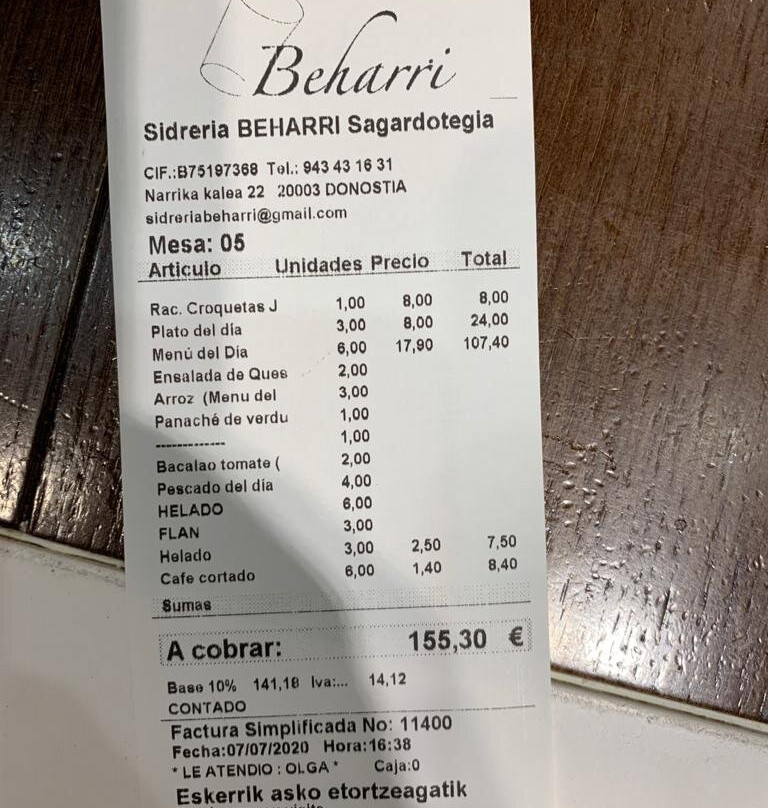 Beharri
Sidreria BEHARRI Sagardotegia
CIF.:B75197368 Tel.: 943 43 16 31
Narrika kalea 22 20003 DONOSTIA
sidreriabeharri@gmail.com
Mesa: 05
Articulo Unidades Precio Total
Rac. Croquetas J 1,00 8,00 8,00
Plato del día 3,00 8,00 24,00
Menú del Día 6,00 17,90 107,40
Ensalada de Ques 2,00
Arroz (Menu del 3,00
Panaché de verdu 1,00
------------- 1,00
Bacalao tomate ( 2,00
Pescado del día 4,00
HELADO 6,00
FLAN 3,00
Helado 3,00 2,50 7,50
Cafe cortado 6,00 1,40 8,40
Sumas
A cobrar: 155,30 €
Base 10% 141,18 Iva:... 14,12
CONTADO
Factura Simplificada No: 11400
Fecha:07/07/2020 Hora:16:38
* LE ATENDIO : OLGA * Caja:0
Eskerrik asko etortzeagatik